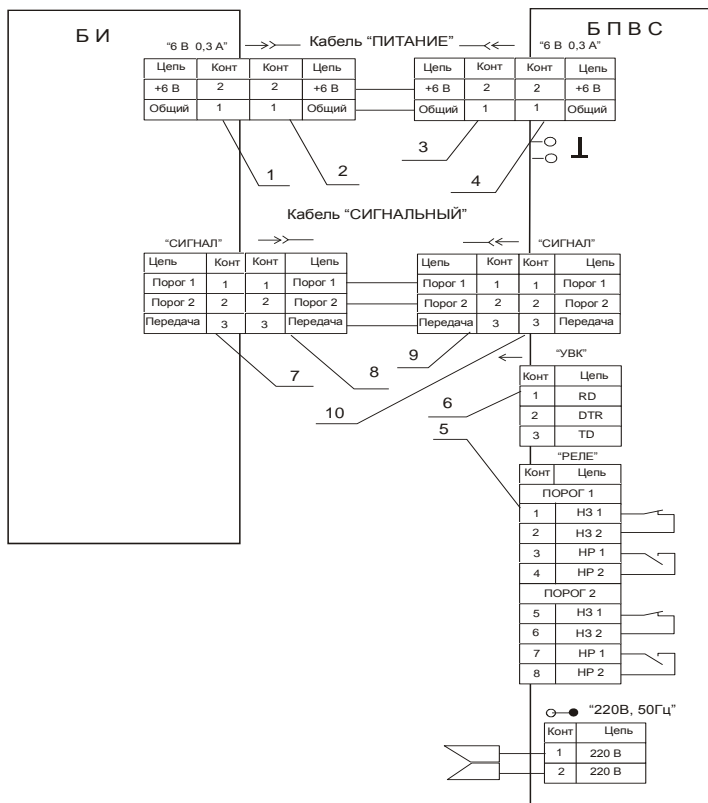 БИ
БПВС
Кабель “ПИТАНИЕ”
“6 В 0,3 А”
“6 В 0,3 А”
Цепь Конт Конт Цепь Цепь Конт Конт Цепь
+6 В 2 2 +6 В +6 В 2 2 +6 В
Общий 1 1 Общий Общий 1 1 Общий
1 2 3 4
Кабель “СИГНАЛЬНЫЙ”
“СИГНАЛ”
“СИГНАЛ”
Цепь Конт Конт Цепь Цепь Конт Конт Цепь
Порог 1 1 1 Порог 1 Порог 1 1 1 Порог 1
Порог 2 2 2 Порог 2 Порог 2 2 2 Порог 2
Передача 3 3 Передача Передача 3 3 Передача
7 8 9
10 6
5
“УВК”
Конт Цепь
1 RD
2 DTR
3 TD
“РЕЛЕ”
Конт Цепь
ПОРОГ 1
1 НЗ 1
2 НЗ 2
3 НР 1
4 НР 2
ПОРОГ 2
5 НЗ 1
6 НЗ 2
7 НР 1
8 НР 2
“220В, 50Гц”
Конт Цепь
1 220 В
2 220 В